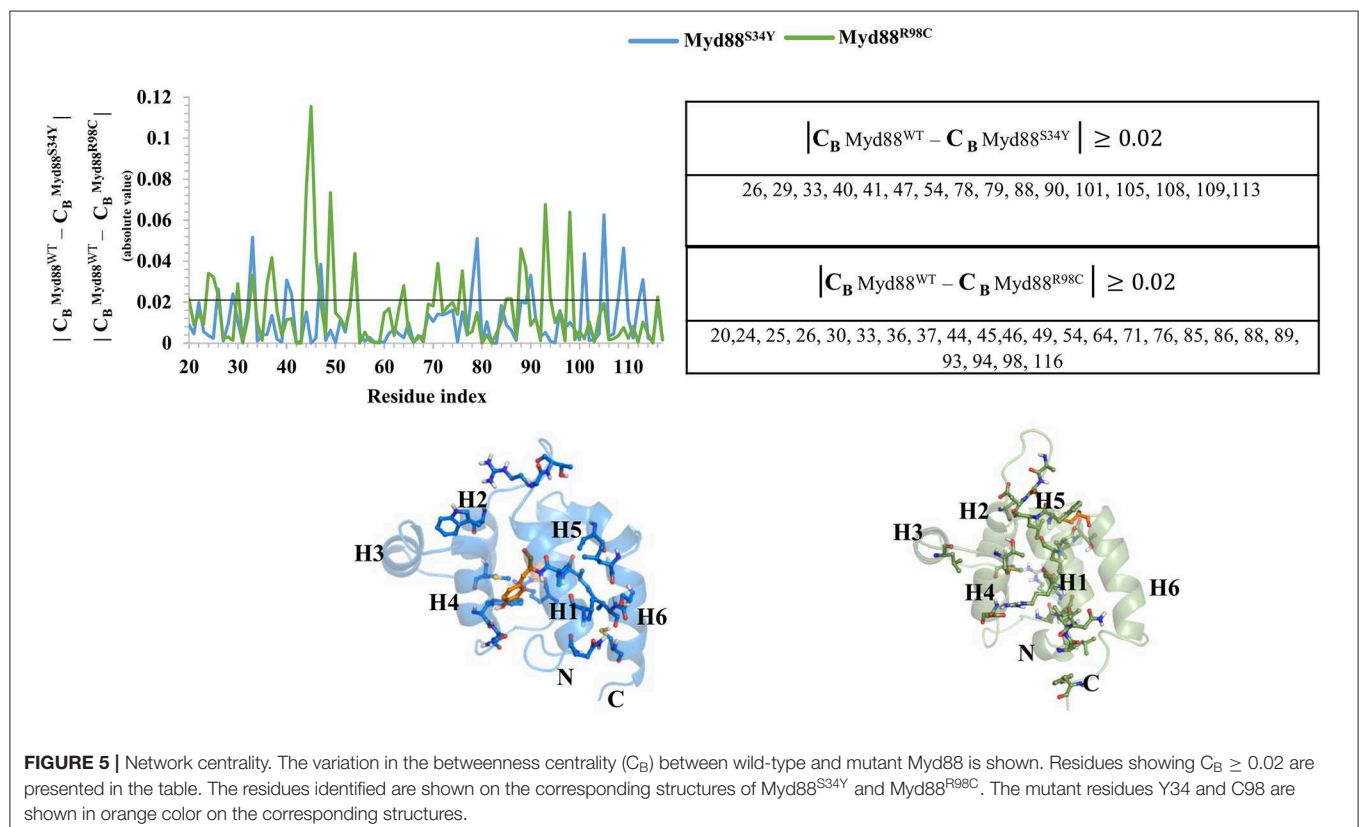 Myd88S34Y Myd88R98C
| CB Myd88WT – CB Myd88S34Y |
| CB Myd88WT – CB Myd88R98C |
(absolute value)
0.12
0.1
0.08
0.06
0.04
0.02
0
20 30 40 50 60 70 80 90 100 110
Residue index
|CB Myd88WT – CB Myd88S34Y | ≥ 0.02
26, 29, 33, 40, 41, 47, 54, 78, 79, 88, 90, 101, 105, 108, 109,113
|CB Myd88WT – CB Myd88R98C | ≥ 0.02
20,24, 25, 26, 30, 33, 36, 37, 44, 45,46, 49, 54, 64, 71, 76, 85, 86, 88, 89,
93, 94, 98, 116
H2
H3
H5
H4
H1
H6
N
C
H2
H5
H3
H4
H1
H6
N
C
FIGURE 5 | Network centrality. The variation in the betweenness centrality (CB) between wild-type and mutant Myd88 is shown. Residues showing CB ≥ 0.02 are
presented in the table. The residues identified are shown on the corresponding structures of Myd88S34Y and Myd88R98C. The mutant residues Y34 and C98 are
shown in orange color on the corresponding structures.